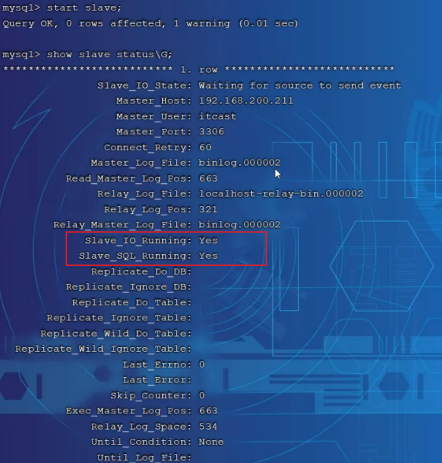 mysql> start slave;
Query OK, 0 rows affected, 1 warning (0.01 sec)
mysql> show slave status\G;
*************************** 1. row ***************************
Slave_IO_State: Waiting for source to send event
Master_Host: 192.168.200.211
Master_User: itcast
Master_Port: 3306
Connect_Retry: 60
Master_Log_File: binlog.000002
Read_Master_Log_Pos: 663
Relay_Log_File: localhost-relay-bin.000002
Relay_Log_Pos: 321
Relay_Master_Log_File: binlog.000002
Slave_IO_Running: Yes
Slave_SQL_Running: Yes
Replicate_Do_DB:
Replicate_Ignore_DB:
Replicate_Do_Table:
Replicate_Ignore_Table:
Replicate_Wild_Do_Table:
Replicate_Wild_Ignore_Table:
Last_Errno: 0
Last_Error:
Skip_Counter: 0
Exec_Master_Log_Pos: 663
Relay_Log_Space: 534
Until_Condition: None
Until_Log_File: